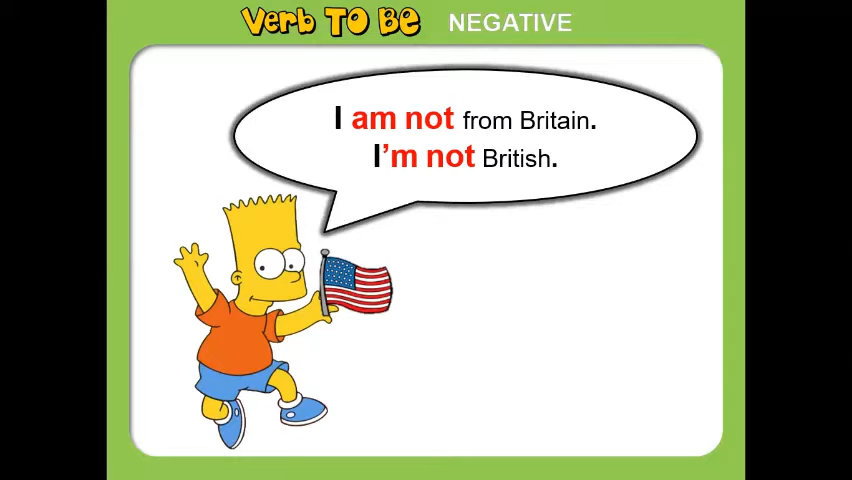 Verb TO BE NEGATIVE
I am not from Britain.
I’m not British.